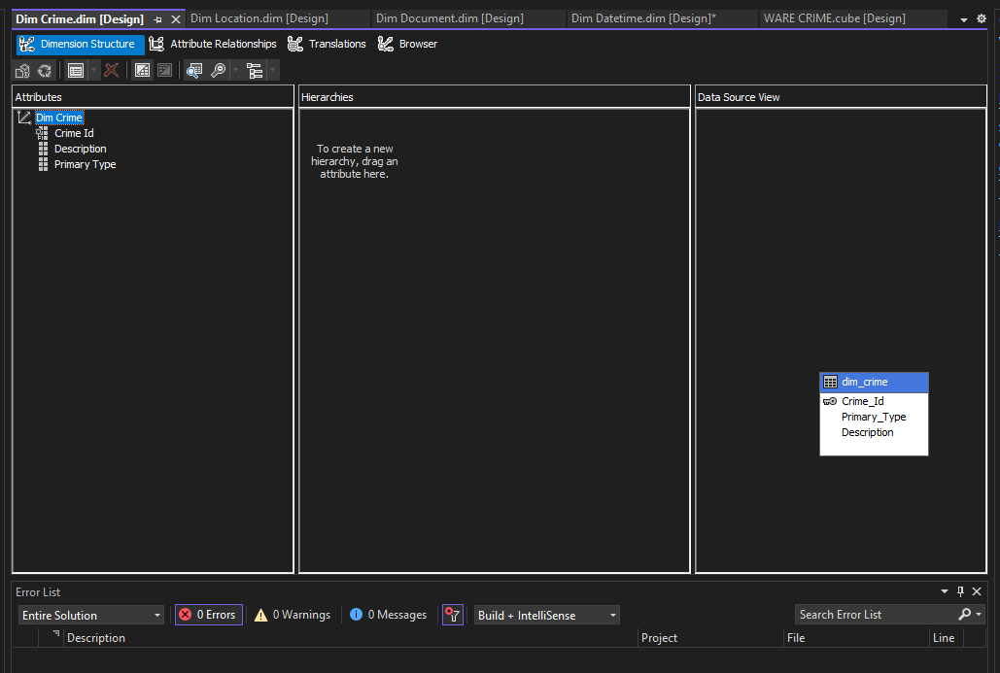 Dim Crime.dim [Design]
Dim Location.dim [Design]
Dim Document.dim [Design]
Dim Datetime.dim [Design]*
WARE CRIME.cube [Design]
Dimension Structure
Attribute Relationships
Translations
Browser
Attributes
Hierarchies
Data Source View
Dim Crime
Crime Id
Description
Primary Type
To create a new
hierarchy, drag an
attribute here.
dim_crime
Crime_Id
Primary_Type
Description
Error List
Entire Solution
0 Errors
0 Warnings
0 Messages
Build + IntelliSense
Search Error List
Description
Project
File
Line